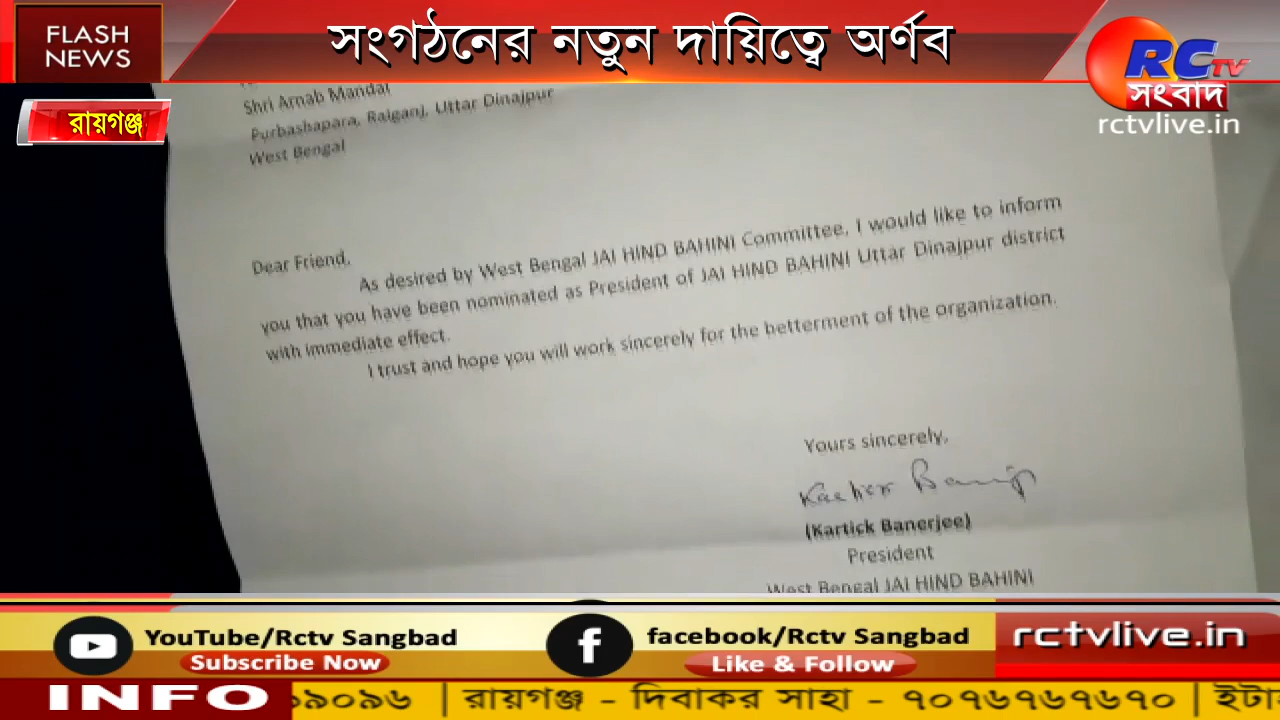 FLASH
NEWS
সংগঠনের নতুন দায়িত্বে অর্ণব
RC TV
সংবাদ
rctvlive.in
রায়গঞ্জ
Shri Arnab Mandal
Purbashapara, Raiganj, Uttar Dinajpur
West Bengal
Dear Friend,
As desired by West Bengal JAI HIND BAHINI Committee, I would like to inform
you that you have been nominated as President of JAI HIND BAHINI Uttar Dinajpur district
with immediate effect.
I trust and hope you will work sincerely for the betterment of the organization.
Yours sincerely,
(Kartick Banerjee)
President
West Bengal JAI HIND BAHINI
YouTube/Rctv Sangbad
Subscribe Now
facebook/Rctv Sangbad
Like & Follow
rctvlive.in
INFO
৯০৯৬ | রায়গঞ্জ - দিবাকর সাহা - ৭০৭৬৭৬৭৬৭০ | ইটা